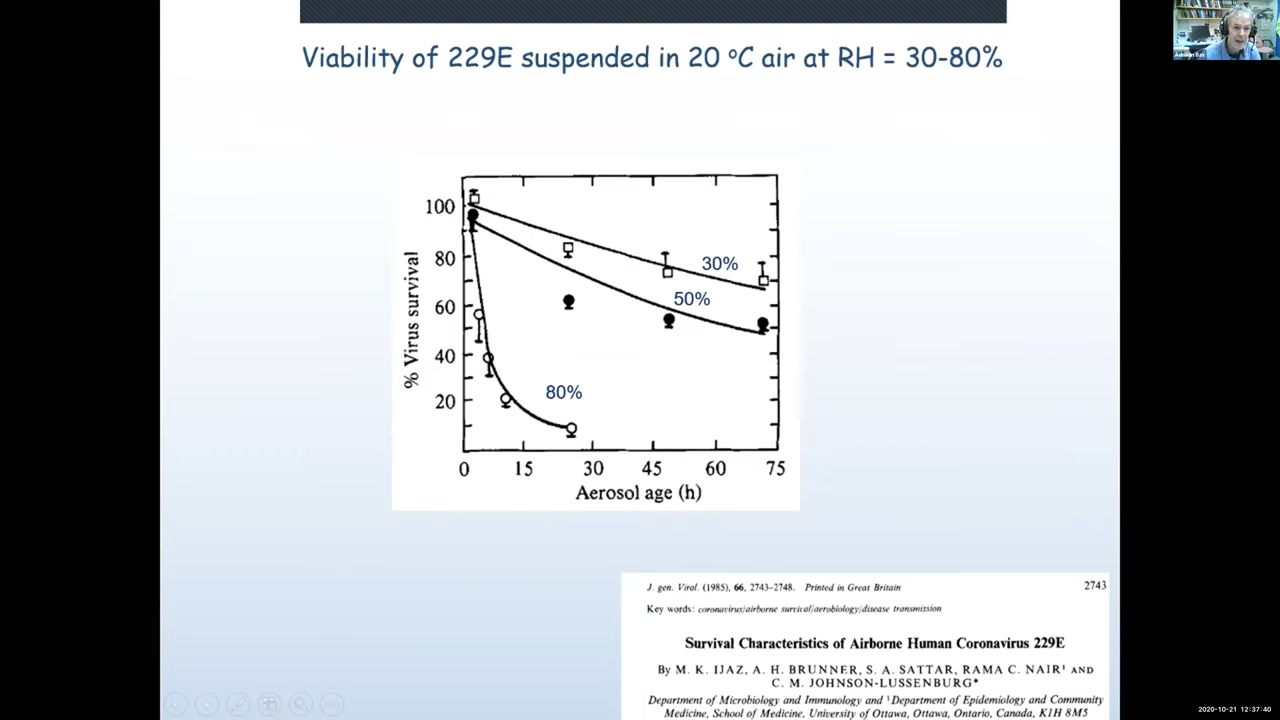 Viability of 229E suspended in 20 °C air at RH = 30-80%
100
80
60
40
20
% Virus survival
30%
50%
80%
0 15 30 45 60 75
Aerosol age (h)
J. gen. Virol. (1985), 66, 2743–2748. Printed in Great Britain
2743
Key words: coronavirus/airborne survival/aerobiology/disease transmission
Survival Characteristics of Airborne Human Coronavirus 229E
By M. K. IJAZ, A. H. BRUNNER, S. A. SATTAR, RAMA C. NAIR¹ AND
C. M. JOHNSON-LUSSENBURG*
Department of Microbiology and Immunology and ¹Department of Epidemiology and Community
Medicine, School of Medicine, University of Ottawa, Ottawa, Ontario, Canada, K1H 8M5
2020-10-21 12:37:40